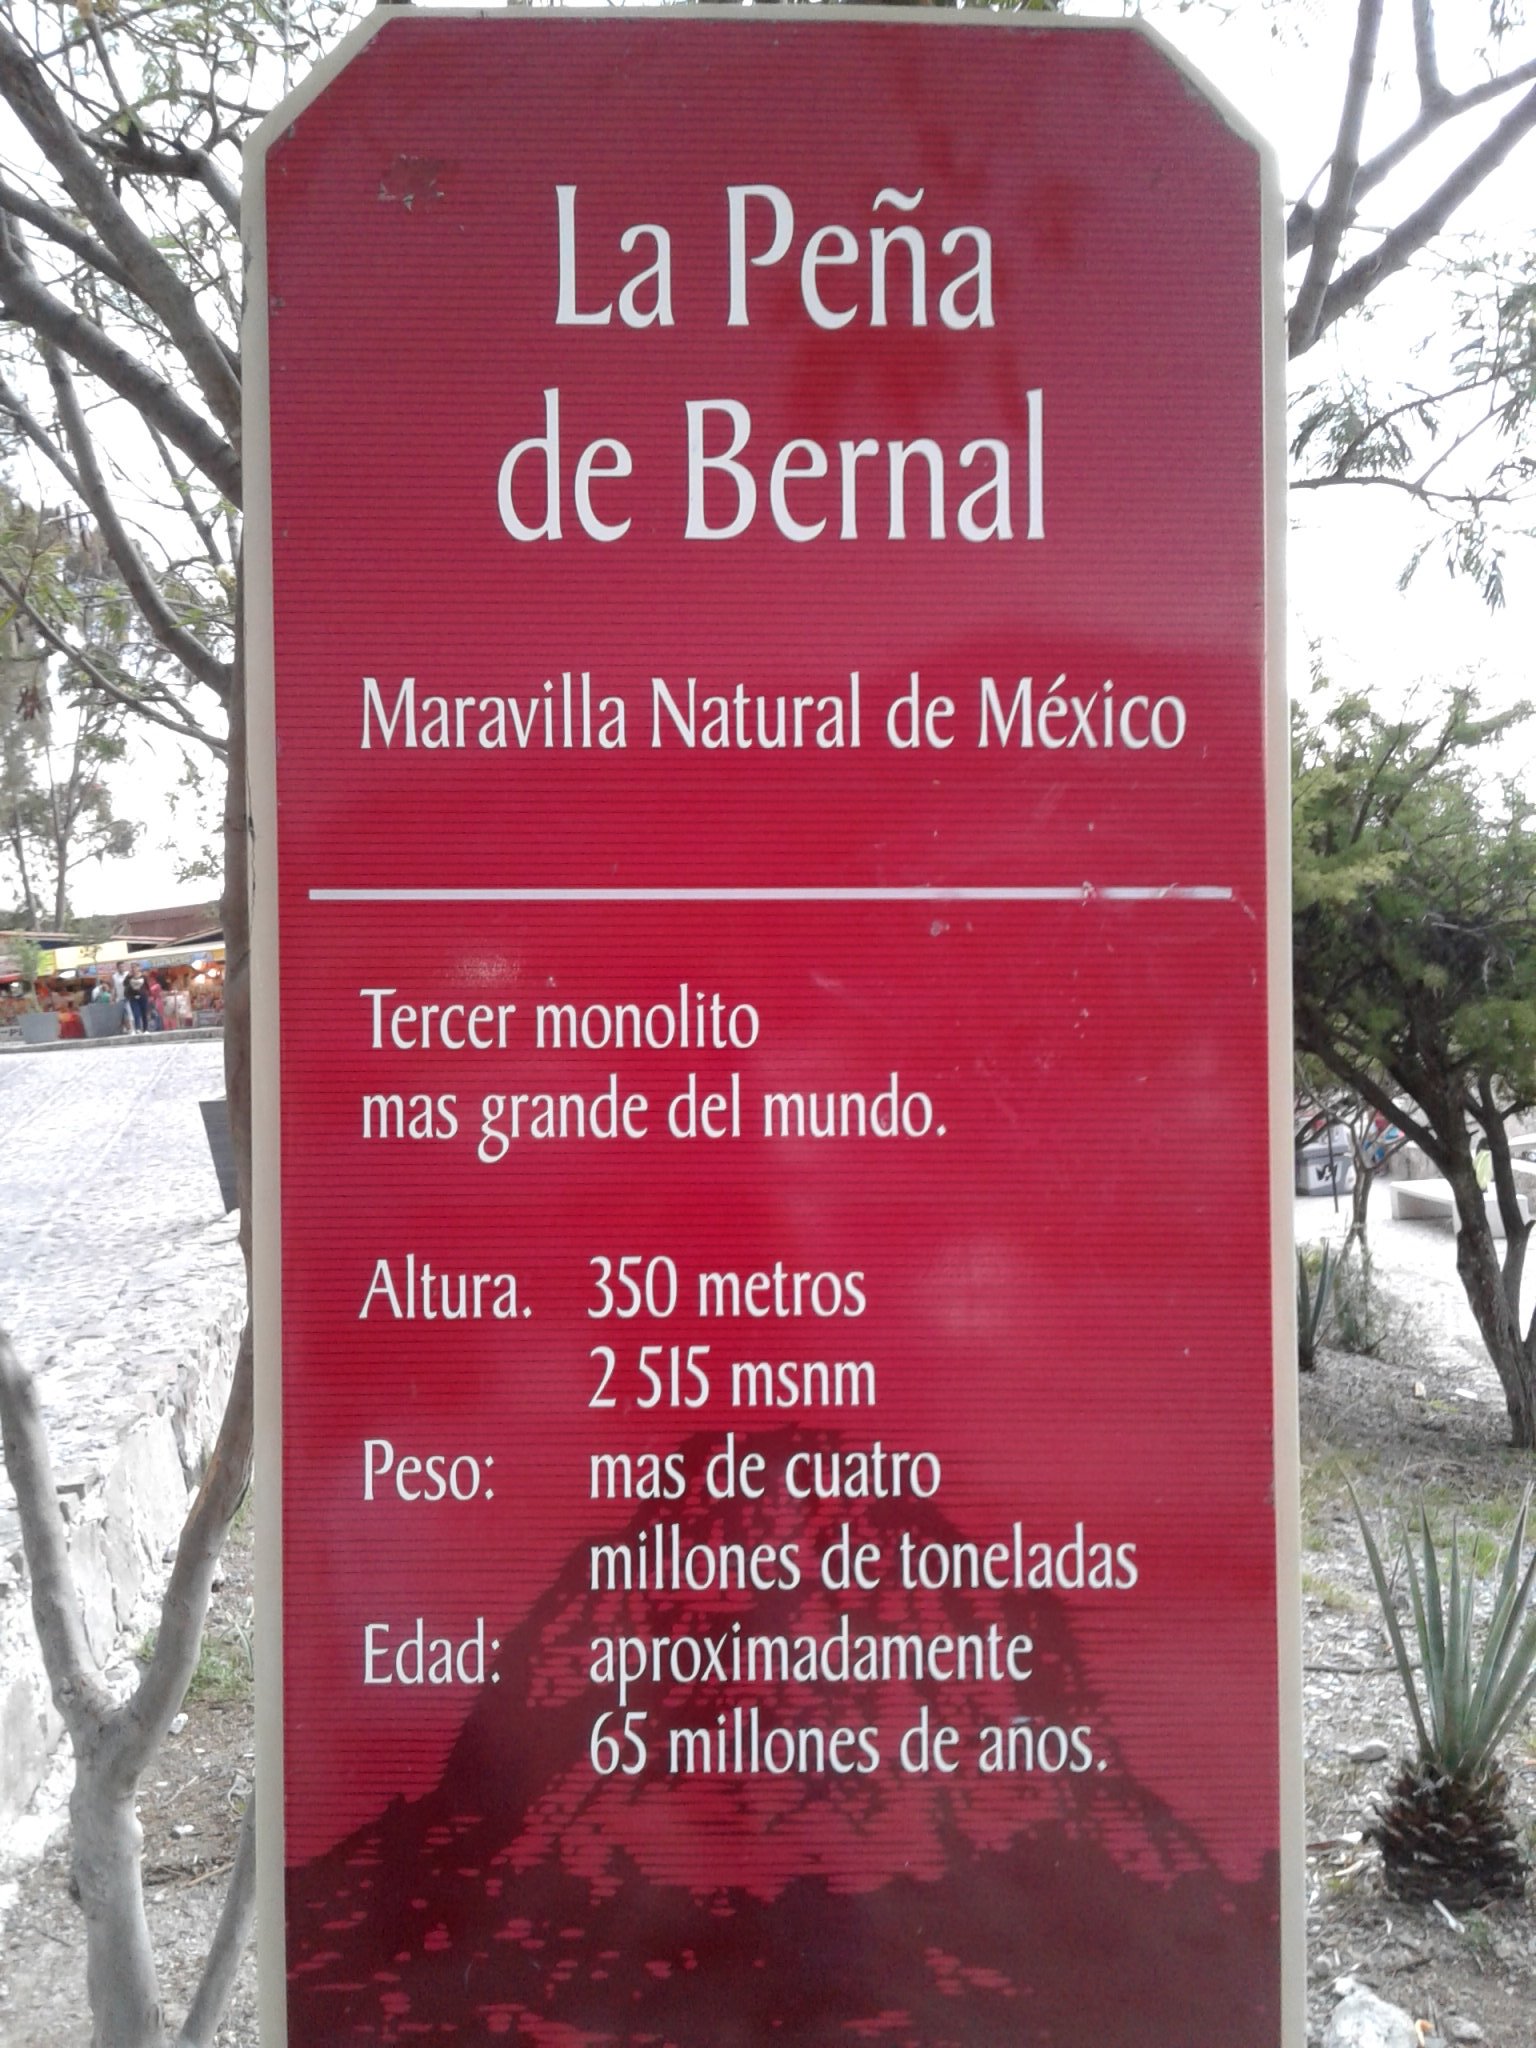 La Peña
de Bernal
Maravilla Natural de México
Tercer monolito
mas grande del mundo.
Altura. 350 metros
2 515 msnm
Peso: mas de cuatro
millones de toneladas
Edad: aproximadamente
65 millones de años.